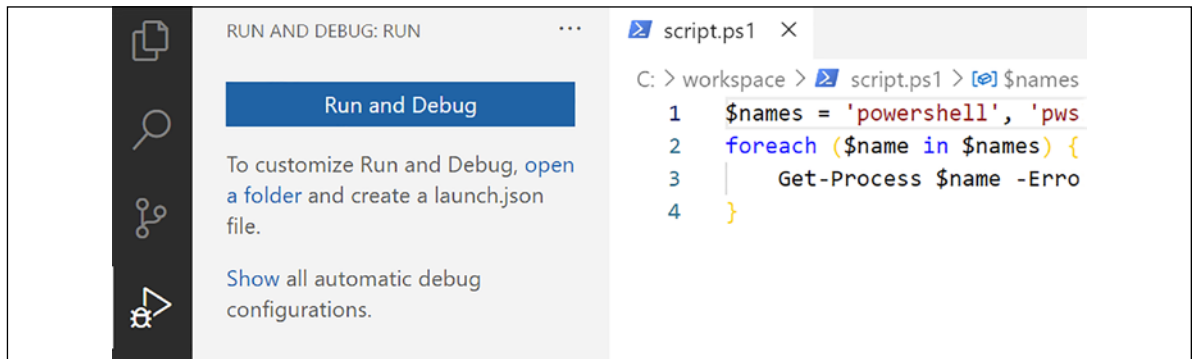 RUN AND DEBUG: RUN
Run and Debug
To customize Run and Debug, open
a folder and create a launch.json
file.
Show all automatic debug
configurations.
script.ps1
C: > workspace > script.ps1 > $names
1 $names = 'powershell', 'pws
2 foreach ($name in $names) {
3 Get-Process $name -Erro
4 }